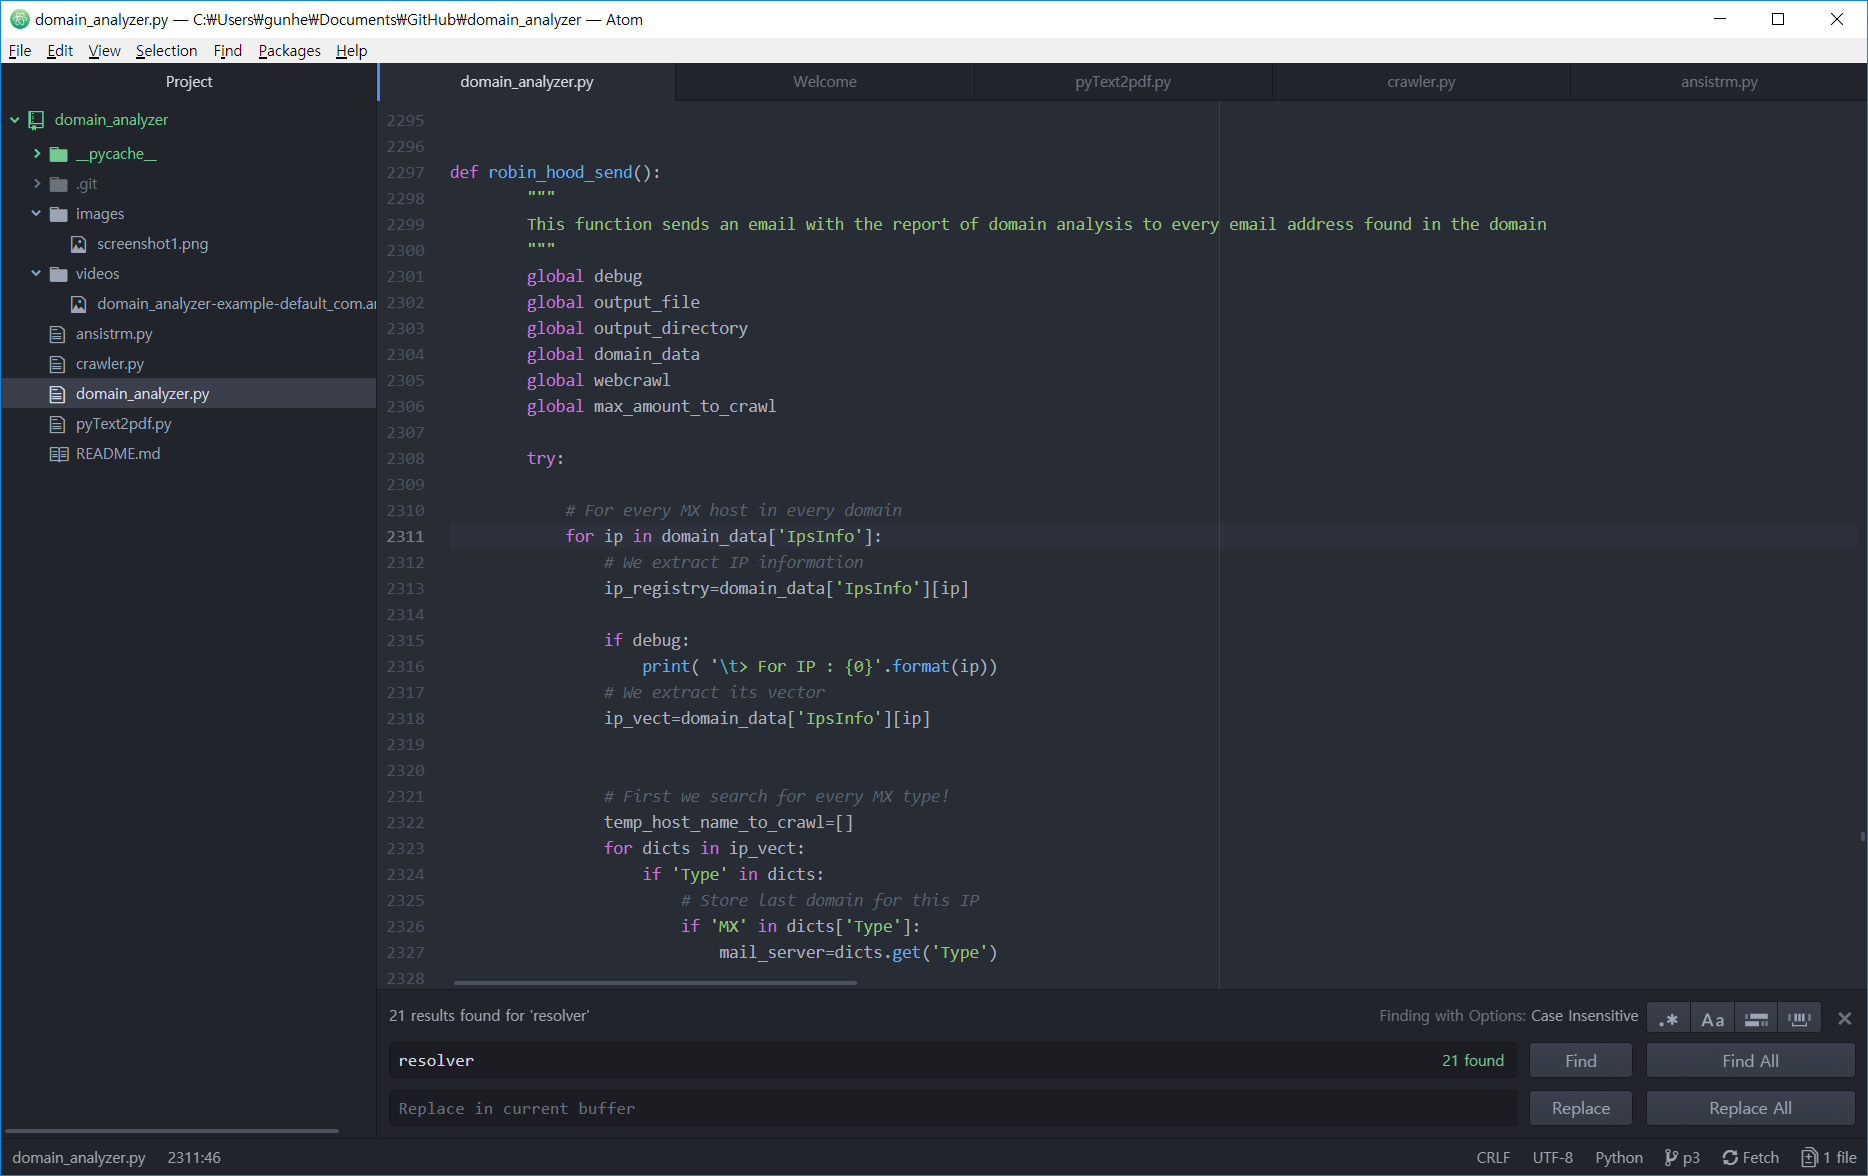 domain_analyzer.py — C:₩Users₩gunhe₩Documents₩GitHub₩domain_analyzer — Atom
File Edit View Selection Find Packages Help
Project
domain_analyzer
__pycache__
.git
images
screenshot1.png
videos
domain_analyzer-example-default_com.ar
ansistrm.py
crawler.py
domain_analyzer.py
pyText2pdf.py
README.md
domain_analyzer.py Welcome pyText2pdf.py crawler.py ansistrm.py
2295
2296
2297 def robin_hood_send():
2298 """
2299 This function sends an email with the report of domain analysis to every email address found in the domain
2300 """
2301 global debug
2302 global output_file
2303 global output_directory
2304 global domain_data
2305 global webcrawl
2306 global max_amount_to_crawl
2307
2308 try:
2309
2310 # For every MX host in every domain
2311 for ip in domain_data['IpsInfo']:
2312 # We extract IP information
2313 ip_registry=domain_data['IpsInfo'][ip]
2314
2315 if debug:
2316 print( '\t> For IP : {0}'.format(ip))
2317 # We extract its vector
2318 ip_vect=domain_data['IpsInfo'][ip]
2319
2320
2321 # First we search for every MX type!
2322 temp_host_name_to_crawl=[]
2323 for dicts in ip_vect:
2324 if 'Type' in dicts:
2325 # Store last domain for this IP
2326 if 'MX' in dicts['Type']:
2327 mail_server=dicts.get('Type')
2328
21 results found for 'resolver' Finding with Options: Case Insensitive .* Aa
resolver 21 found Find Find All
Replace in current buffer Replace Replace All
domain_analyzer.py 2311:46 CRLF UTF-8 Python p3 Fetch 1 file